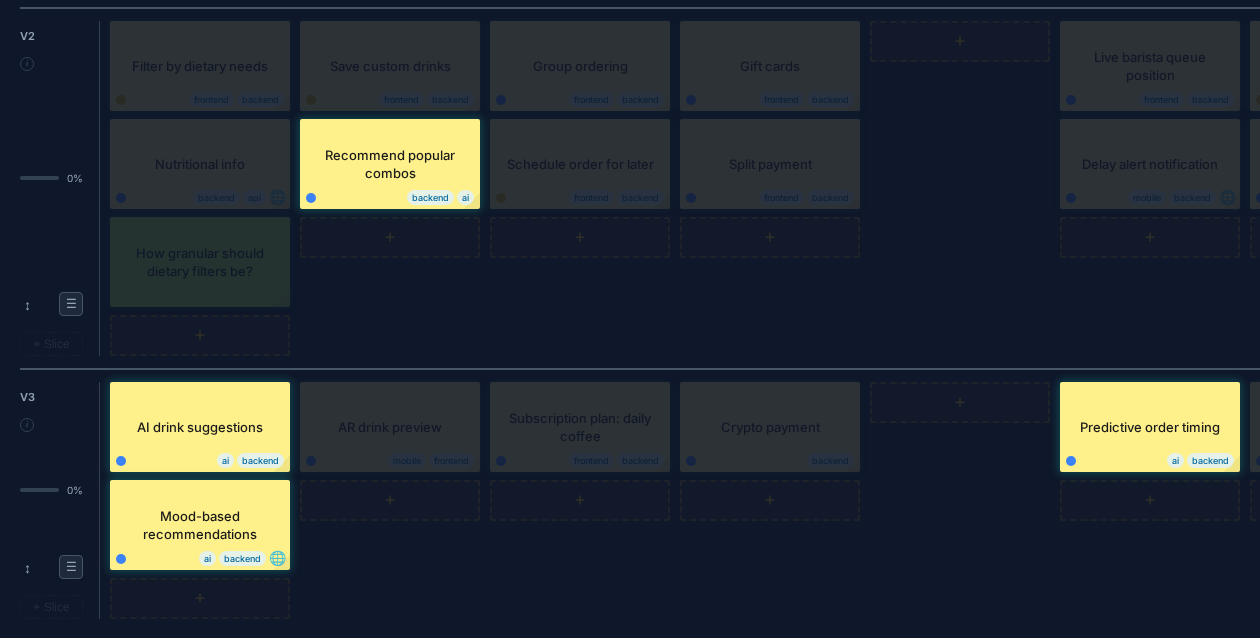 V2
i
0%
↕
☰
+ Slice
Filter by dietary needs
frontend backend
Save custom drinks
frontend backend
Group ordering
frontend backend
Gift cards
frontend backend
+
Live barista queue
position
frontend backend
Nutritional info
backend api
Recommend popular
combos
backend ai
Schedule order for later
frontend backend
Split payment
frontend backend
Delay alert notification
mobile backend
How granular should
dietary filters be?
+
+
+
+
+
V3
i
0%
↕
☰
+ Slice
AI drink suggestions
ai backend
AR drink preview
mobile frontend
Subscription plan: daily
coffee
frontend backend
Crypto payment
backend
+
Predictive order timing
ai backend
Mood-based
recommendations
ai backend
+
+
+
+
+